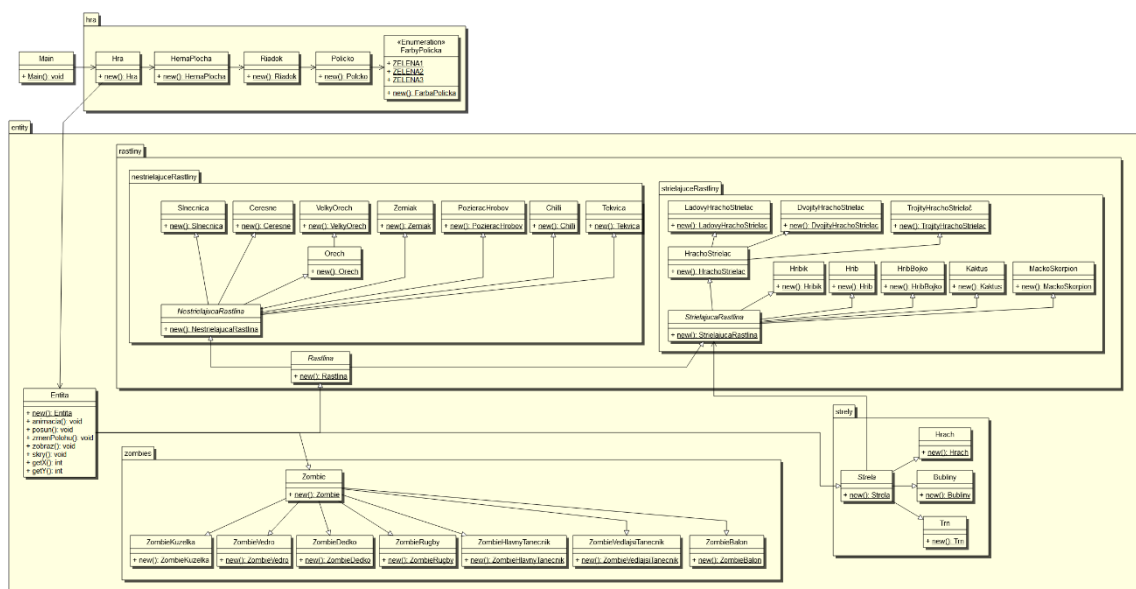 hra
Main
+ Main(): void
Hra
+ new(): Hra
HernaPlocha
+ new(): HernaPlocha
Riadok
+ new(): Riadok
Policko
+ new(): Polcko
«Enumeration»
FarbyPolicka
+ ZELENA1
+ ZELENA2
+ ZELENA3
+ new(): FarbaPolicka
entity
rastliny
nestrielajuceRastliny
Slnecnica
+ new(): Slnecnica
Ceresne
+ new(): Ceresne
VelkyOrech
+ new(): VelkyOrech
Zemiak
+ new(): Zemiak
PozieracHrobov
+ new(): PozieracHrobov
Chilli
+ new(): Chilli
Tekvica
+ new(): Tekvica
Orech
+ new(): Orech
NestrielajucaRastlina
+ new(): NestrielajucaRastlina
strielajuceRastliny
LadovyHrachoStrielac
+ new(): LadovyHrachoStrielac
DvojityHrachoStrielac
+ new(): DvojityHrachoStrielac
TrojityHrachoStrielač
+ new(): TrojityHrachoStrielac
HrachoStrielac
+ new(): HrachoStrielac
Hribik
+ new(): Hribik
Hrib
+ new(): Hrib
HribBojko
+ new(): HribBojko
Kaktus
+ new(): Kaktus
MackoSkorpion
+ new(): MackoSkorpion
StrielajucaRastlina
+ new(): StrielajucaRastlina
Rastlina
+ new(): Rastlina
Entita
+ new(): Entita
+ animacia(): void
+ posun(): void
+ zmenPolohu(): void
+ zobraz(): void
+ skry(): void
+ getX(): int
+ getY(): int
zombies
Zombie
+ new(): Zombie
ZombieKuzelka
+ new(): ZombieKuzelka
ZombieVedro
+ new(): ZombieVedro
ZombieDedko
+ new(): ZombieDedko
ZombieRugby
+ new(): ZombieRugby
ZombieHlavnyTanecnik
+ new(): ZombieHlavnyTanecnik
ZombieVedlajsiTanecnik
+ new(): ZombieVedlajsiTanecnik
ZombieBalon
+ new(): ZombieBalon
strely
Strela
+ new(): Strela
Hrach
+ new(): Hrach
Bubliny
+ new(): Bubliny
Trn
+ new(): Trn